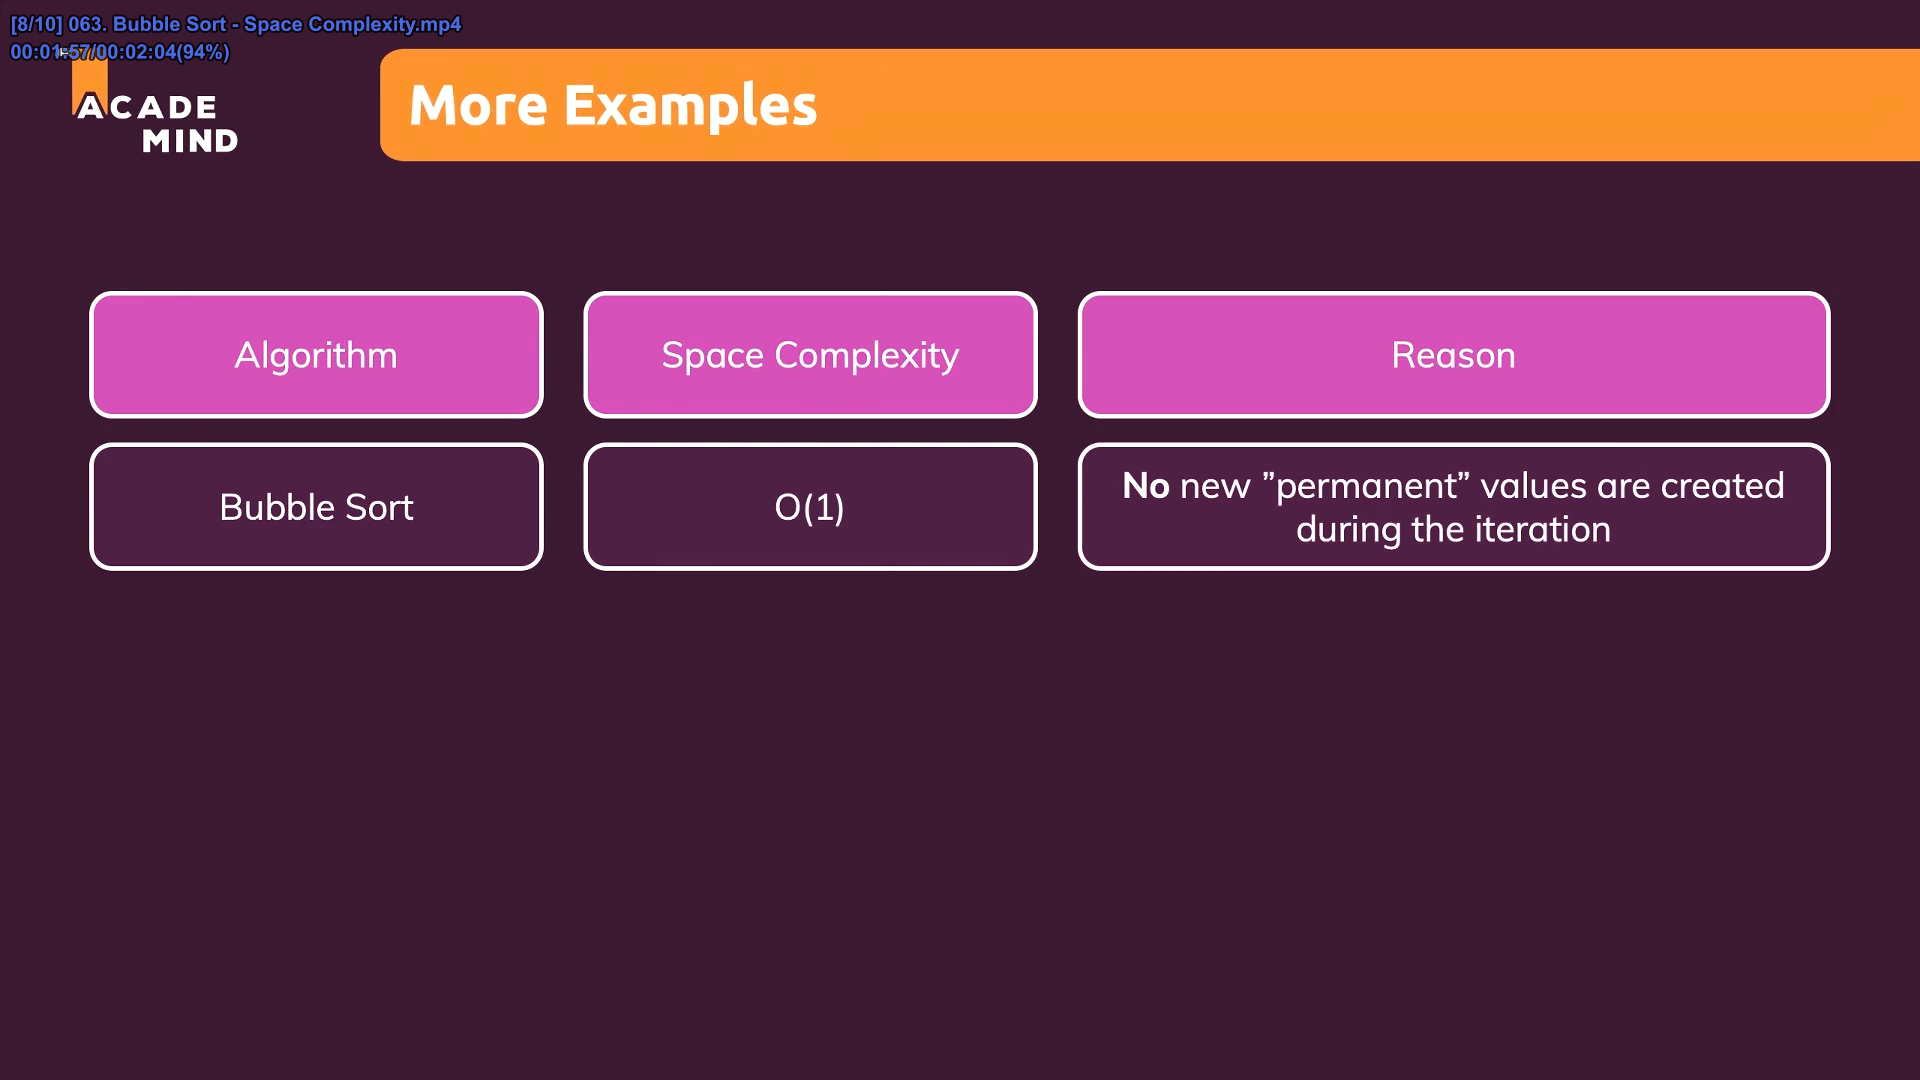 [8/10] 063. Bubble Sort - Space Complexity.mp4
00:01:57/00:02:04(94%)
ACADE
MIND
More Examples
Algorithm
Space Complexity
Reason
Bubble Sort
O(1)
No new ”permanent” values are created
during the iteration